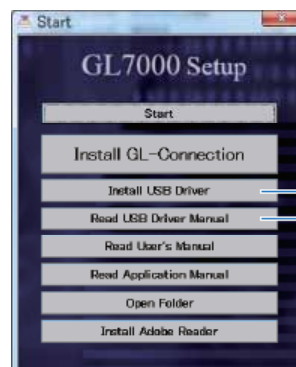 Start
GL7000 Setup
Start
Install GL-Connection
Install USB Driver
Read USB Driver Manual
Read User's Manual
Read Application Manual
Open Folder
Install Adobe Reader